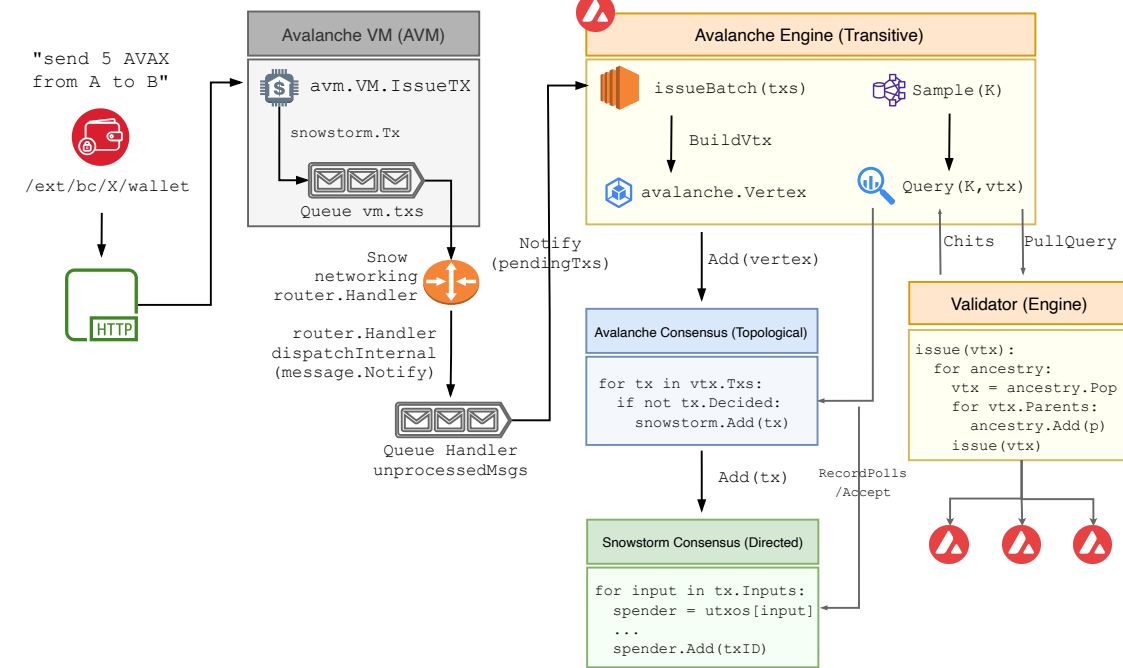 "send 5 AVAX
from A to B"
/ext/bc/X/wallet
HTTP
Avalanche VM (AVM)
$
avm.VM.IssueTX
snowstorm.Tx
Queue vm.txs
Snow
networking
router.Handler
router.Handler
dispatchInternal
(message.Notify)
Queue Handler
unprocessedMsgs
Notify
(pendingTxs)
Avalanche Engine (Transitive)
issueBatch(txs)
BuildVtx
avalanche.Vertex
Sample(K)
Query(K,vtx)
Chits
PullQuery
Add(vertex)
Avalanche Consensus (Topological)
for tx in vtx.Txs:
if not tx.Decided:
snowstorm.Add(tx)
Add(tx)
RecordPolls
/Accept
Snowstorm Consensus (Directed)
for input in tx.Inputs:
spender = utxos[input]
...
spender.Add(txID)
Validator (Engine)
issue(vtx):
for ancestry:
vtx = ancestry.Pop
for vtx.Parents:
ancestry.Add(p)
issue(vtx)